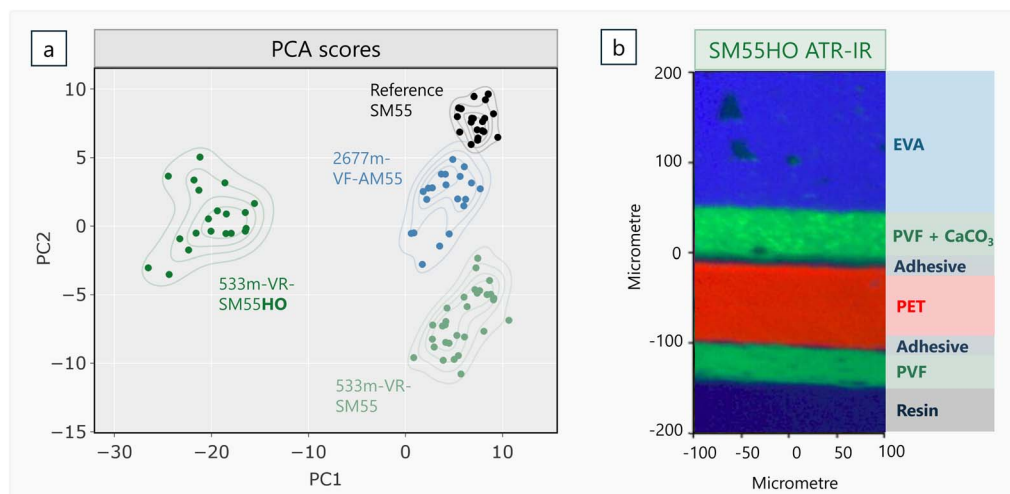 a
PCA scores
10
5
0
−5
−10
−15
−30
−20
−10
0
10
PC1
PC2
Reference
SM55
2677m-
VF-AM55
533m-VR-
SM55HO
533m-VR-
SM55
b
SM55HO ATR-IR
200
100
0
-100
-200
-100
-50
0
50
100
Micrometre
Micrometre
EVA
PVF + CaCO₃
Adhesive
PET
Adhesive
PVF
Resin